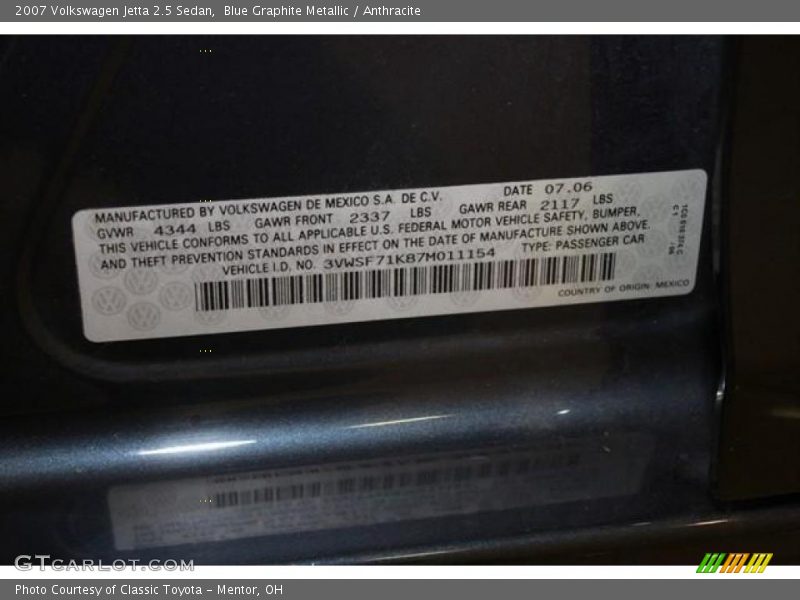 2007 Volkswagen Jetta 2.5 Sedan, Blue Graphite Metallic / Anthracite
MANUFACTURED BY VOLKSWAGEN DE MEXICO S.A. DE C.V. DATE 07.06
GVWR 4344 LBS GAWR FRONT 2337 LBS GAWR REAR 2117 LBS
THIS VEHICLE CONFORMS TO ALL APPLICABLE U.S. FEDERAL MOTOR VEHICLE SAFETY, BUMPER,
AND THEFT PREVENTION STANDARDS IN EFFECT ON THE DATE OF MANUFACTURE SHOWN ABOVE.
VEHICLE I.D. NO. 3VWSF71K87M011154 TYPE: PASSENGER CAR
COUNTRY OF ORIGIN: MEXICO
GTcarlot.com
Photo Courtesy of Classic Toyota - Mentor, OH